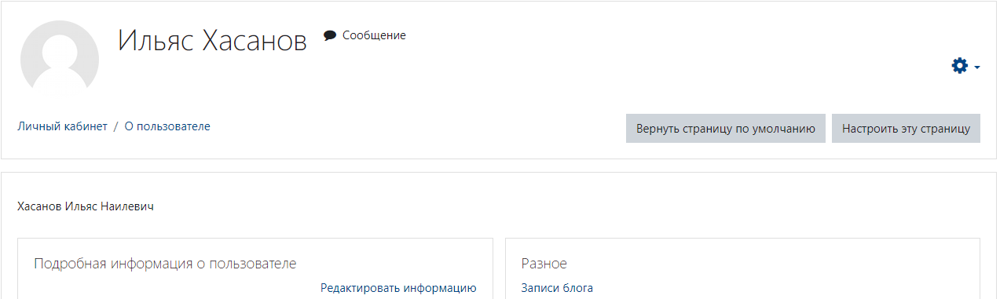 Ильяс Хасанов
Сообщение
Личный кабинет / О пользователе
Вернуть страницу по умолчанию
Настроить эту страницу
Хасанов Ильяс Наилевич
Подробная информация о пользователе
Редактировать информацию
Разное
Записи блога